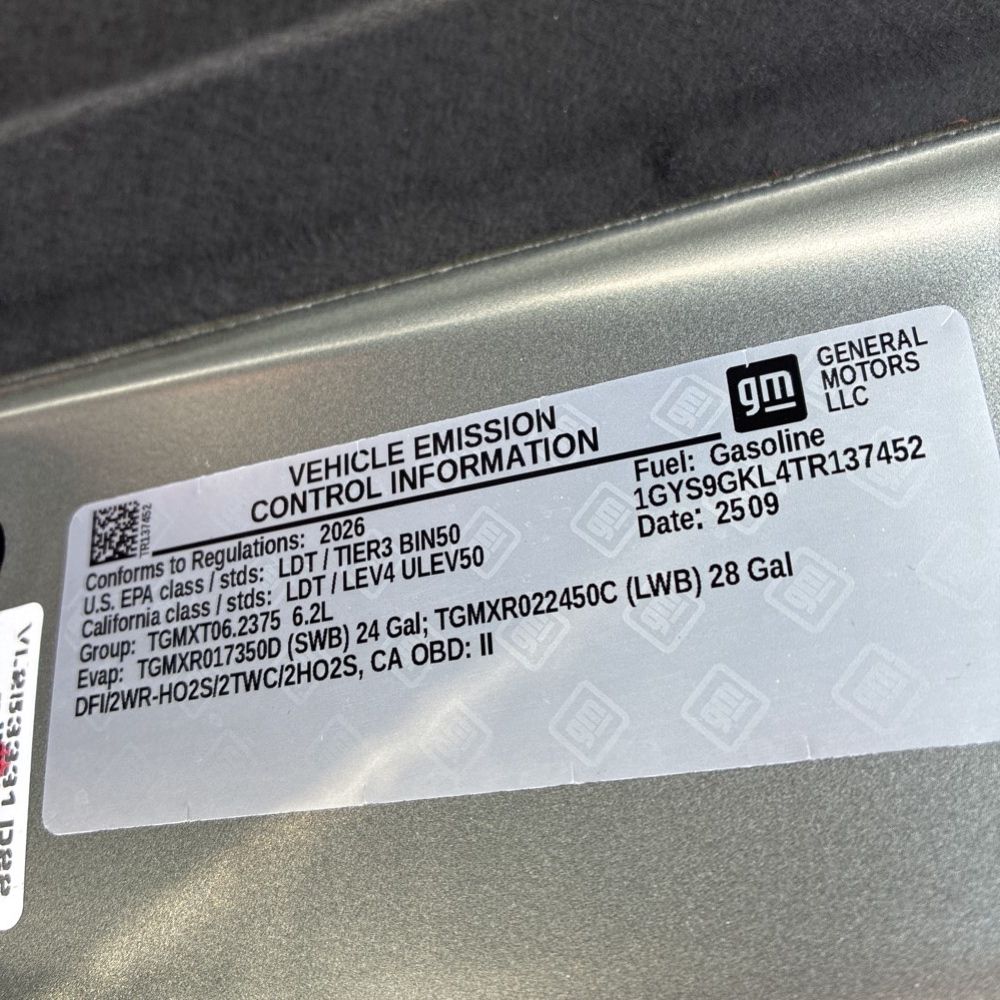 gm
GENERAL
MOTORS
LLC
VEHICLE EMISSION
CONTROL INFORMATION
Fuel: Gasoline
1GYS9GKL4TR137452
Date: 2509
TR137452
Conforms to Regulations: 2026
U.S. EPA class / stds: LDT / TIER3 BIN50
California class / stds: LDT / LEV4 ULEV50
Group: TGMXT06.2375 6.2L
Evap: TGMXR017350D (SWB) 24 Gal; TGMXR022450C (LWB) 28 Gal
DFI/2WR-HO2S/2TWC/2HO2S, CA OBD: II